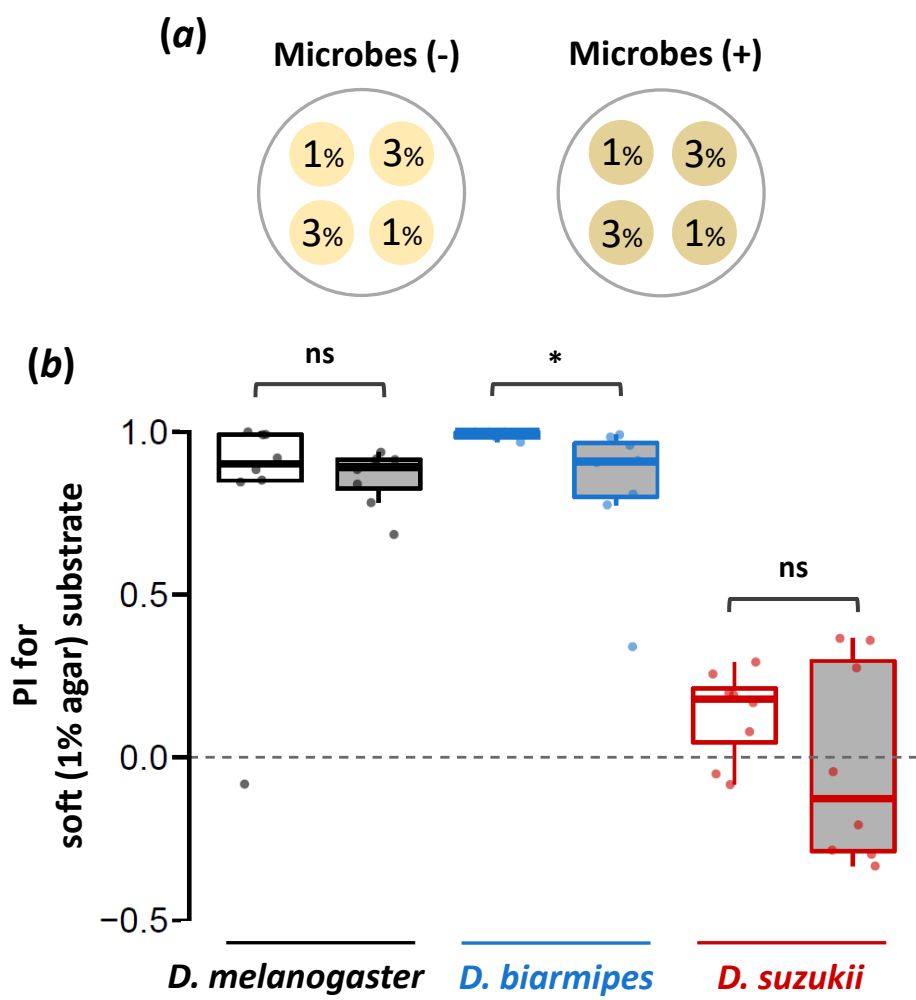 (a)
Microbes (-) Microbes (+)
1% 3% 1% 3%
3% 1% 3% 1%
(b)
ns * ns
PI for
soft (1% agar) substrate
1.0
0.5
0.0
−0.5
D. melanogaster D. biarmipes D. suzukii